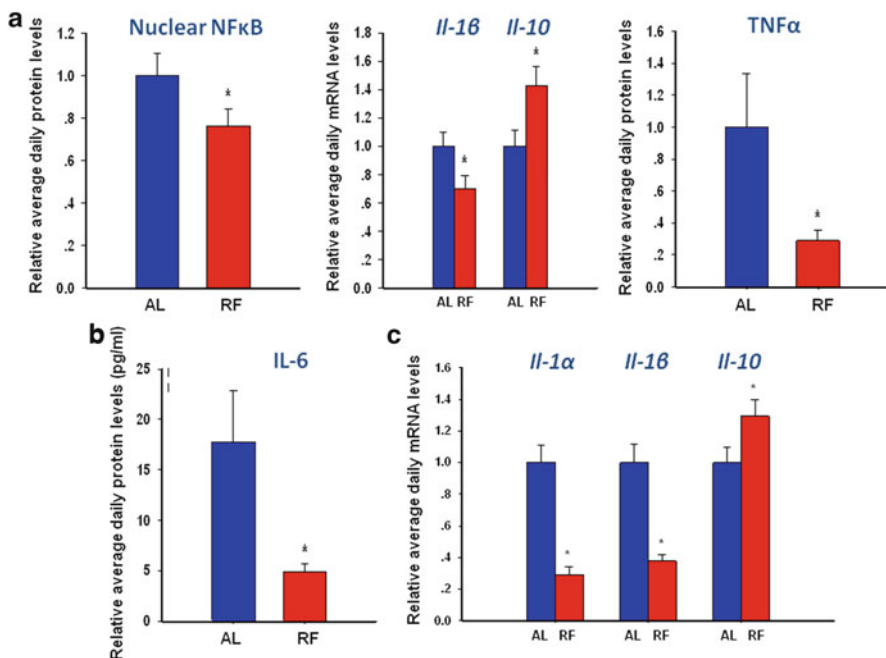 a
Nuclear NFκB
Relative average daily protein levels
1.2
1.0
.8
.6
.4
.2
0.0
*
AL RF
Il-1β Il-10
Relative average daily mRNA levels
1.8
1.6
1.4
1.2
1.0
.8
.6
.4
.2
0.0
* *
AL RF AL RF
TNFα
Relative average daily protein levels
1.6
1.4
1.2
1.0
.8
.6
.4
.2
0.0
*
AL RF
b
IL-6
Relative average daily protein levels (pg/ml)
25
20
15
10
5
0
*
AL RF
c
Il-1α Il-1β Il-10
Relative average daily mRNA levels
1.6
1.4
1.2
1.0
.8
.6
.4
.2
0.0
* * *
AL RF AL RF AL RF